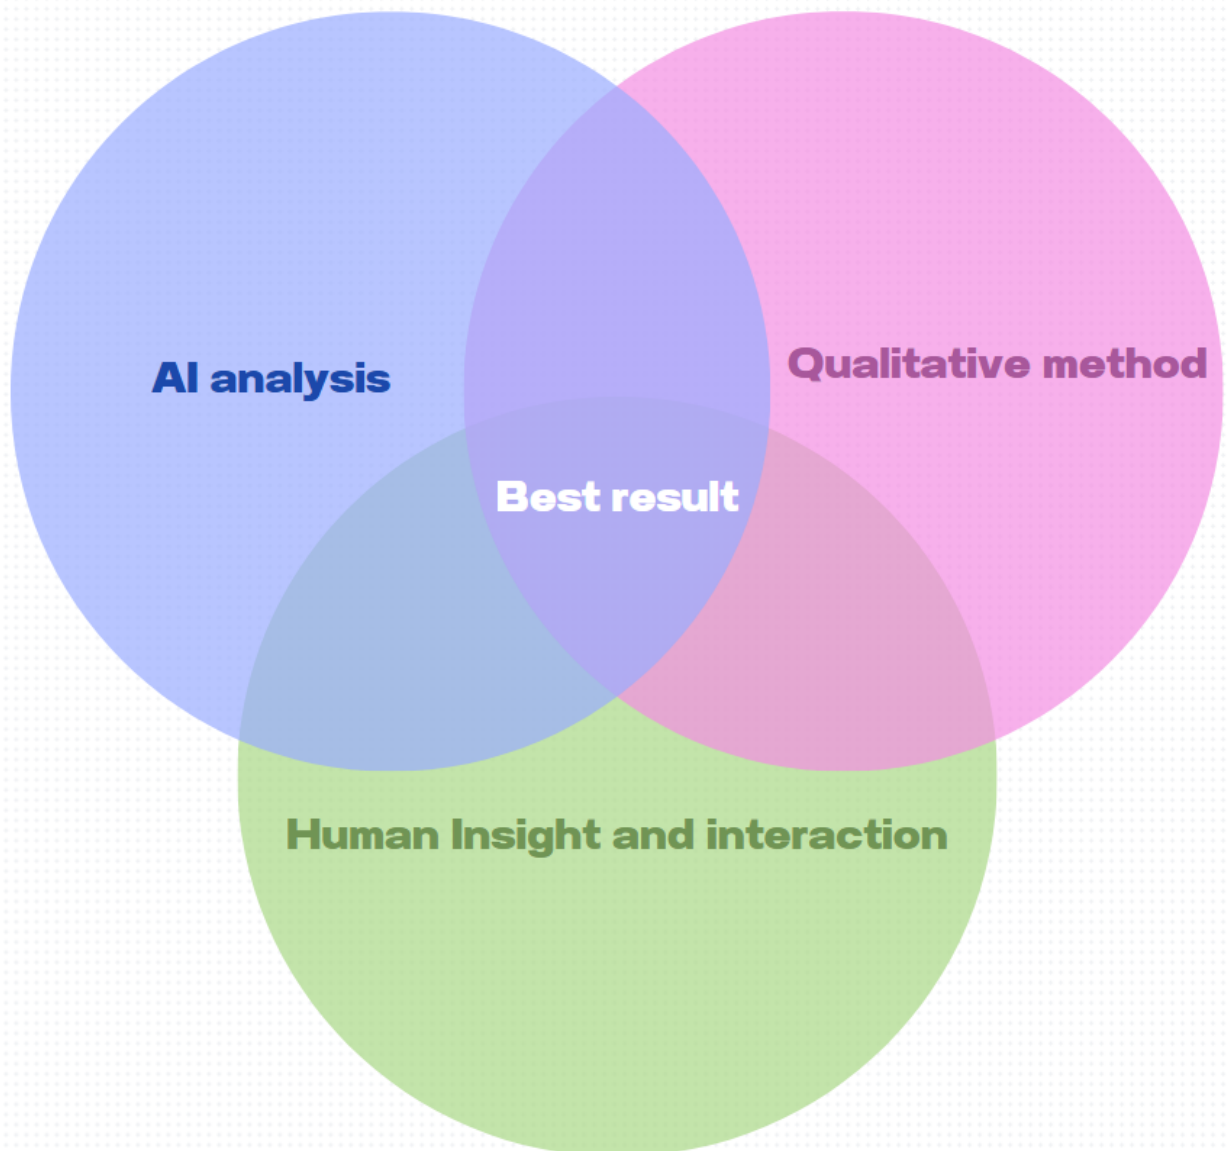 AI analysis
Qualitative method
Best result
Human Insight and interaction